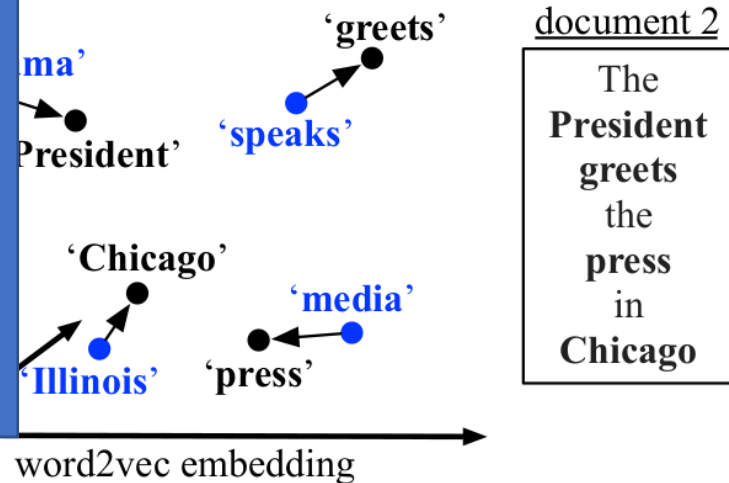 ‘greets’
document 2
ma’
‘speaks’
President’
‘Chicago’
‘media’
‘Illinois’
‘press’
word2vec embedding
The
President
greets
the
press
in
Chicago